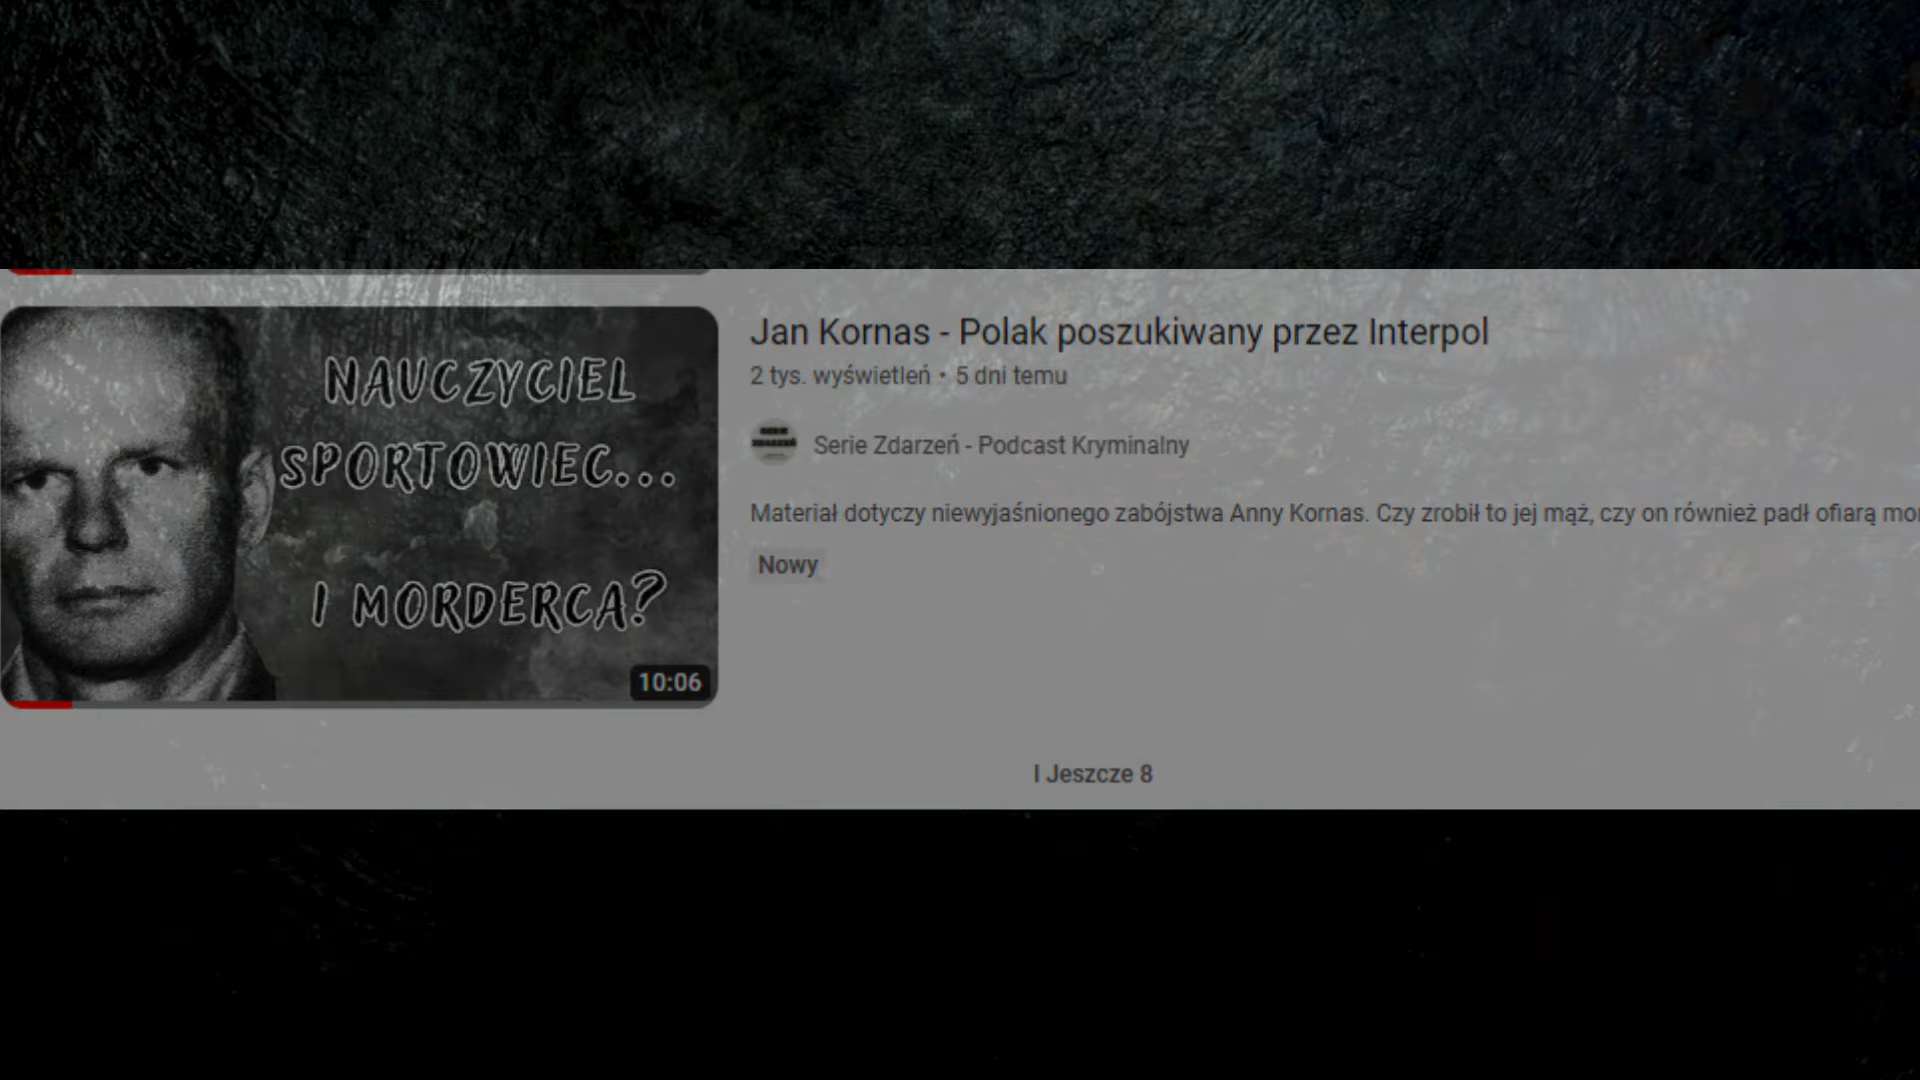 NAUCZYCIEL
SPORTOWIEC...
I MORDERCA?
10:06
Jan Kornas - Polak poszukiwany przez Interpol
2 tys. wyświetleń • 5 dni temu
Serie Zdarzeń - Podcast Kryminalny
Materiał dotyczy niewyjaśnionego zabójstwa Anny Kornas. Czy zrobił to jej mąż, czy on również padł ofiarą
Nowy
I Jeszcze 8